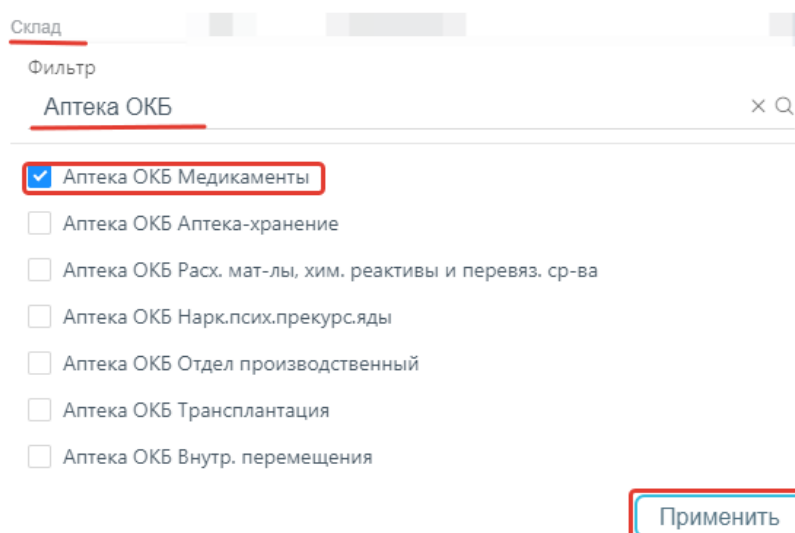 Склад
Фильтр
Аптека ОКБ
Аптека ОКБ Медикаменты
Аптека ОКБ Аптека-хранение
Аптека ОКБ Расх. мат-лы, хим. реактивы и перевяз. ср-ва
Аптека ОКБ Нарк.псих.прекурс.яды
Аптека ОКБ Отдел производственный
Аптека ОКБ Трансплантация
Аптека ОКБ Внутр. перемещения
Применить